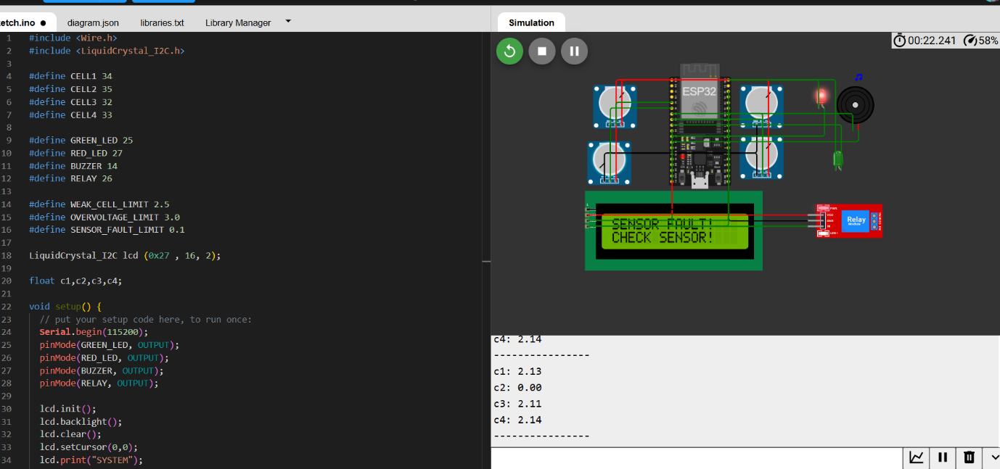 etch.ino ●
diagram.json
libraries.txt
Library Manager
1 #include <Wire.h>
2 #include <LiquidCrystal_I2C.h>
3
4 #define CELL1 34
5 #define CELL2 35
6 #define CELL3 32
7 #define CELL4 33
8
9 #define GREEN_LED 25
10 #define RED_LED 27
11 #define BUZZER 14
12 #define RELAY 26
13
14 #define WEAK_CELL_LIMIT 2.5
15 #define OVERVOLTAGE_LIMIT 3.0
16 #define SENSOR_FAULT_LIMIT 0.1
17
18 LiquidCrystal_I2C lcd (0x27 , 16, 2);
19
20 float c1,c2,c3,c4;
21
22 void setup() {
23 // put your setup code here, to run once:
24 Serial.begin(115200);
25 pinMode(GREEN_LED, OUTPUT);
26 pinMode(RED_LED, OUTPUT);
27 pinMode(BUZZER, OUTPUT);
28 pinMode(RELAY, OUTPUT);
29
30 lcd.init();
31 lcd.backlight();
32 lcd.clear();
33 lcd.setCursor(0,0);
34 lcd.print("SYSTEM");
Simulation
00:22.241
58%
ESP32
SENSOR FAULT!
CHECK SENSOR!
PWR
VCC
GND
IN
LED1
Relay
Module
c4: 2.14
----------------
c1: 2.13
c2: 0.00
c3: 2.11
c4: 2.14
----------------